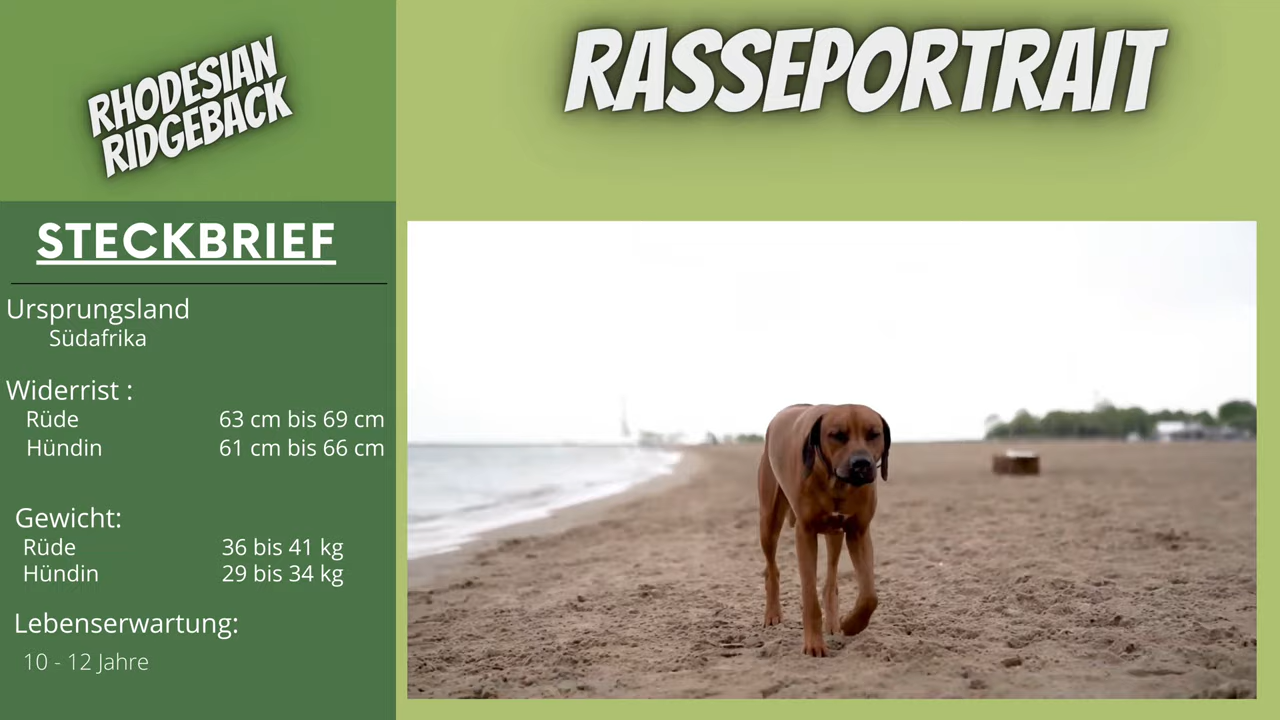 RHODESIAN
RIDGEBACK
RASSEPORTRAIT
STECKBRIEF
Ursprungsland
Südafrika
Widerrist :
Rüde 63 cm bis 69 cm
Hündin 61 cm bis 66 cm
Gewicht:
Rüde 36 bis 41 kg
Hündin 29 bis 34 kg
Lebenserwartung:
10 - 12 Jahre